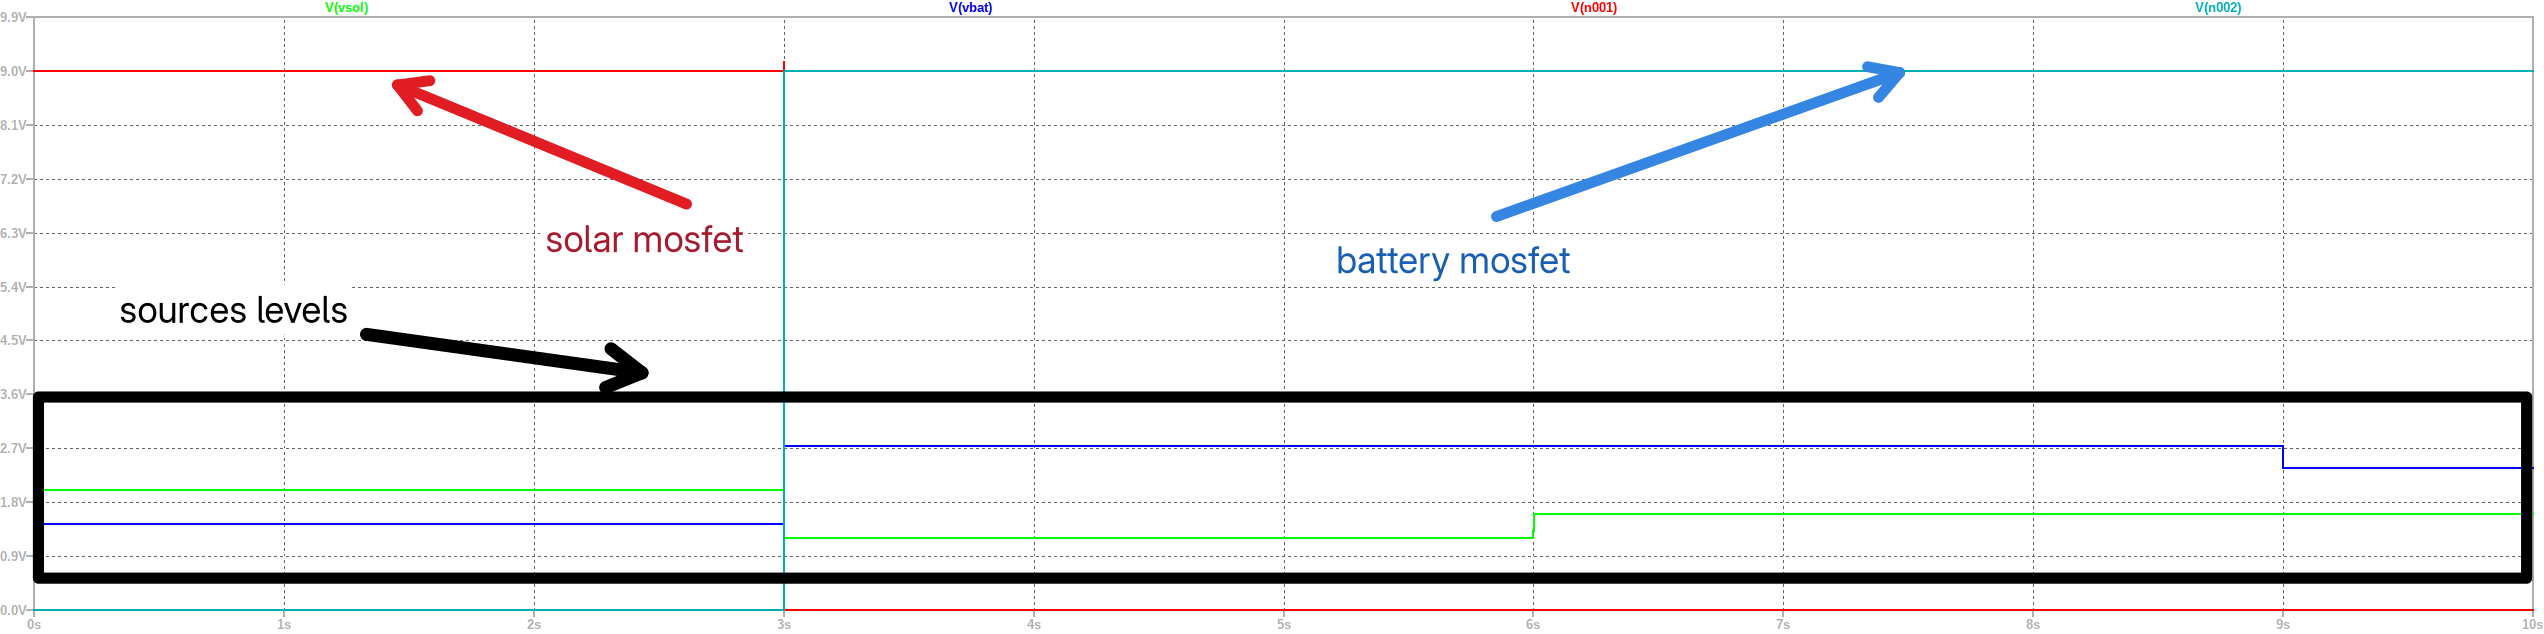 V(vsol) V(vbat) V(n001) V(n002)
9.9V
9.0V
8.1V
7.2V
solar mosfet
6.3V
battery mosfet
5.4V
sources levels
4.5V
3.6V
2.7V
1.8V
0.9V
0.0V
0s 1s 2s 3s 4s 5s 6s 7s 8s 9s 10s